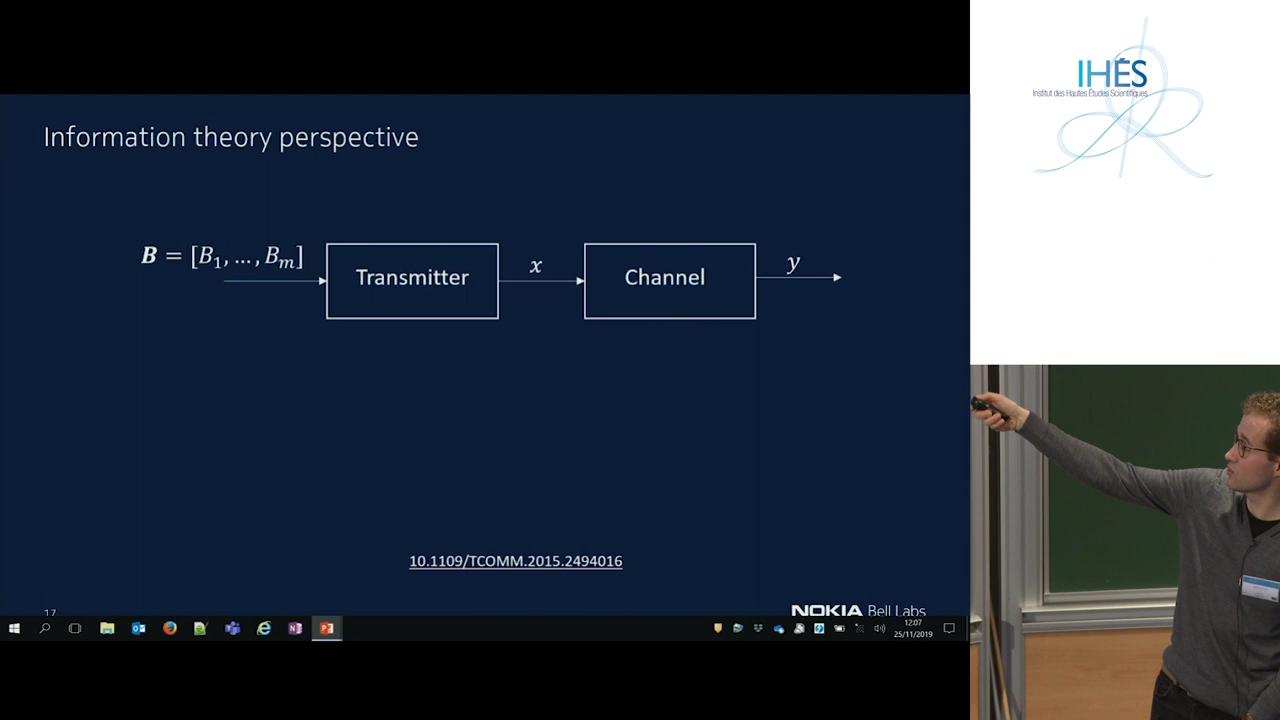 IHÉS
Institut des Hautes Études Scientifiques
Information theory perspective
B = [B₁, ..., Bₘ]
Transmitter
x
Channel
y
10.1109/TCOMM.2015.2494016
17
NOKIA Bell Labs
12:07
25/11/2019